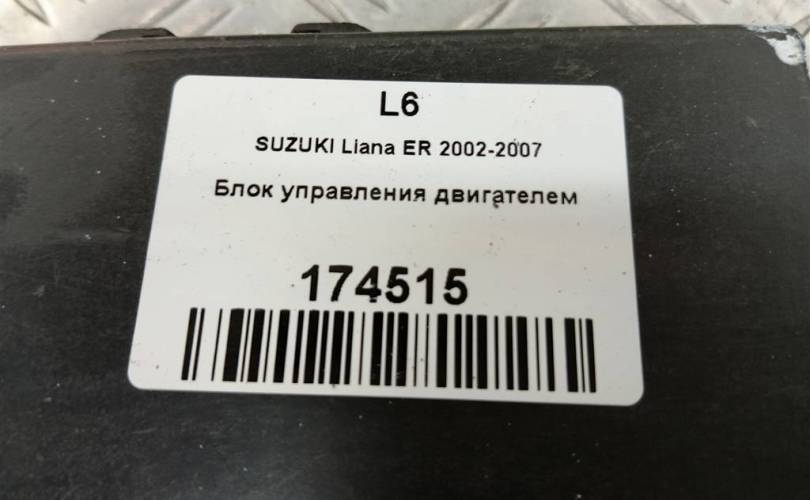 L6
SUZUKI Liana ER 2002-2007
Блок управления двигателем
174515